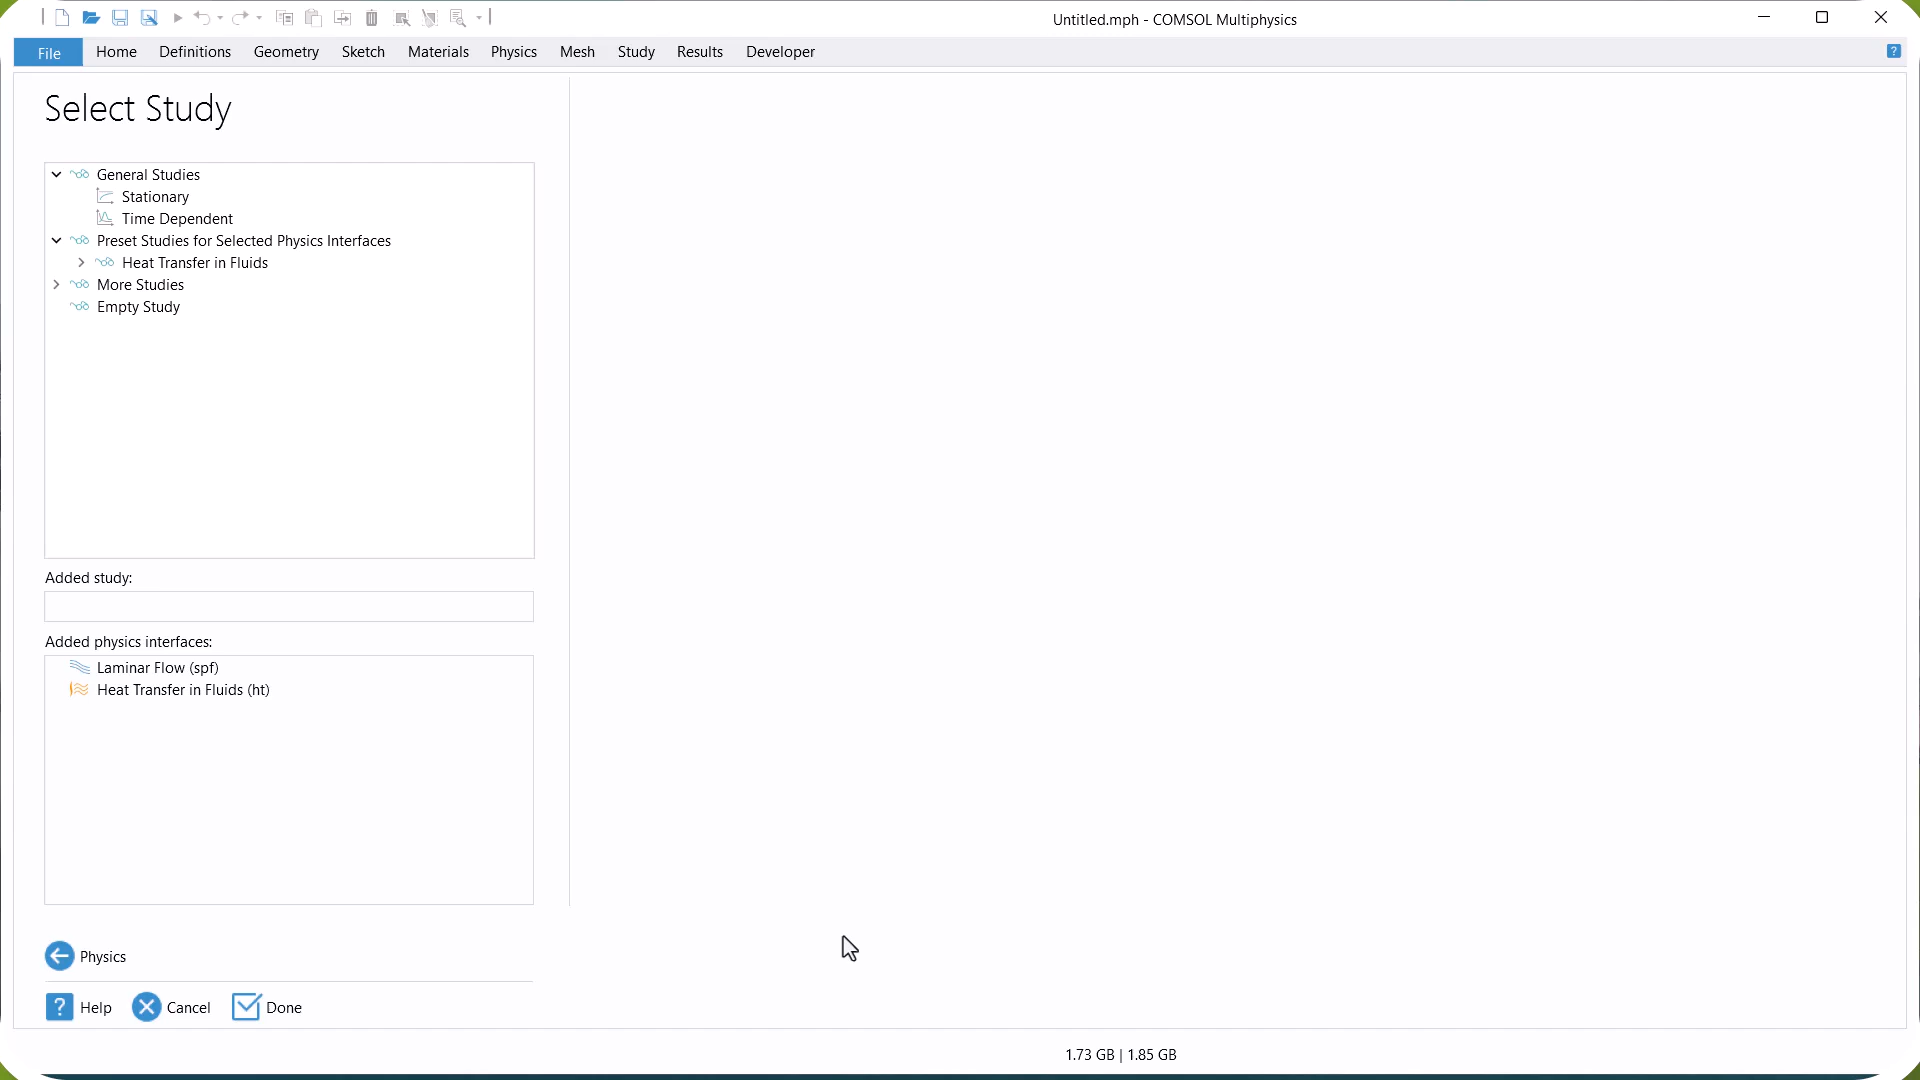 Untitled.mph - COMSOL Multiphysics
File Home Definitions Geometry Sketch Materials Physics Mesh Study Results Developer ?
Select Study
General Studies
Stationary
Time Dependent
Preset Studies for Selected Physics Interfaces
Heat Transfer in Fluids
More Studies
Empty Study
Added study:
Added physics interfaces:
Laminar Flow (spf)
Heat Transfer in Fluids (ht)
Physics
? Help Cancel Done
1.73 GB | 1.85 GB